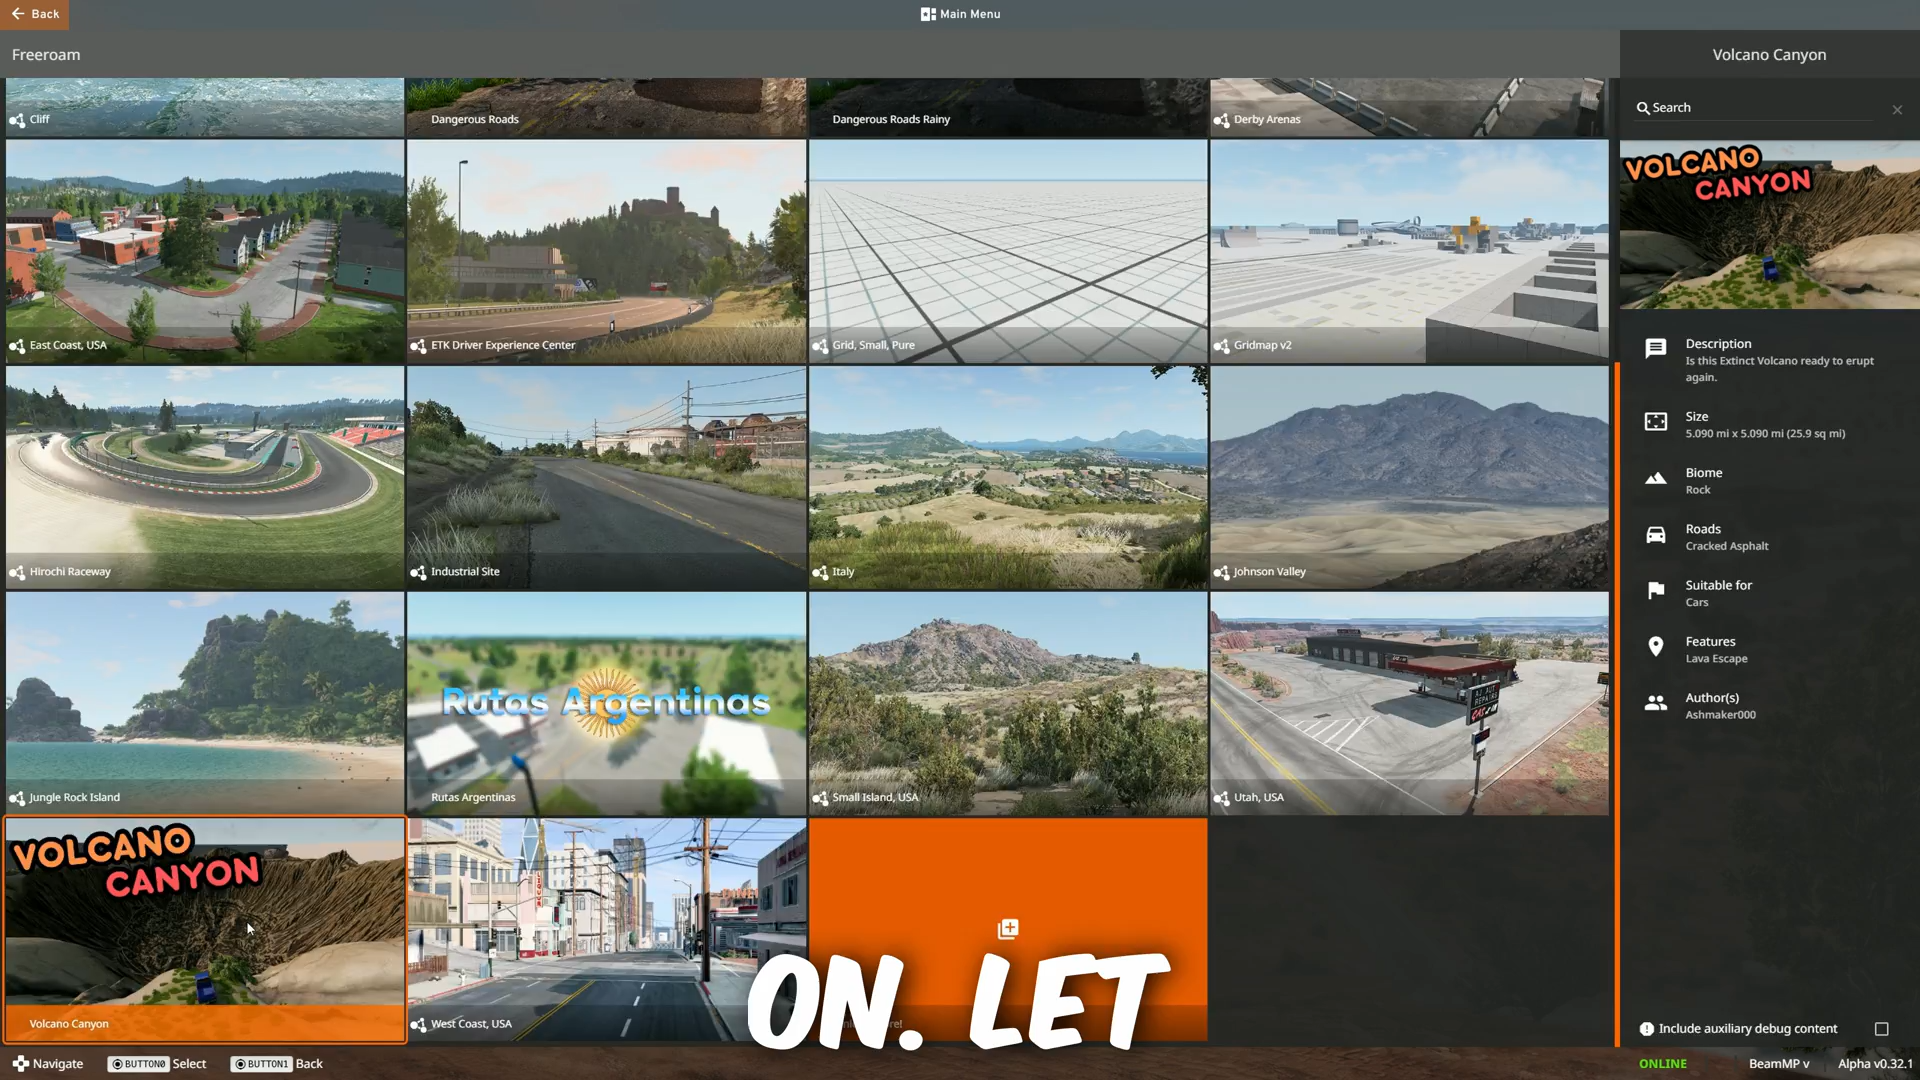 Back
Main Menu
Freeroam
Volcano Canyon
Search
Cliff
Dangerous Roads
Dangerous Roads Rainy
Derby Arenas
VOLCANO
CANYON
East Coast, USA
ETK Driver Experience Center
Grid, Small, Pure
Gridmap v2
Description
Is this Extinct Volcano ready to erupt
again.
Size
5.090 mi x 5.090 mi (25.9 sq mi)
Biome
Rock
Roads
Cracked Asphalt
Suitable for
Cars
Features
Lava Escape
Author(s)
Ashmaker000
Hirochi Raceway
Industrial Site
Italy
Johnson Valley
Rutas Argentinas
Jungle Rock Island
Rutas Argentinas
Small Island, USA
Utah, USA
VOLCANO
CANYON
Volcano Canyon
West Coast, USA
ON. LET
Include auxiliary debug content
Navigate
BUTTON0
Select
BUTTON1
Back
ONLINE
BeamMP v
Alpha v0.32.1